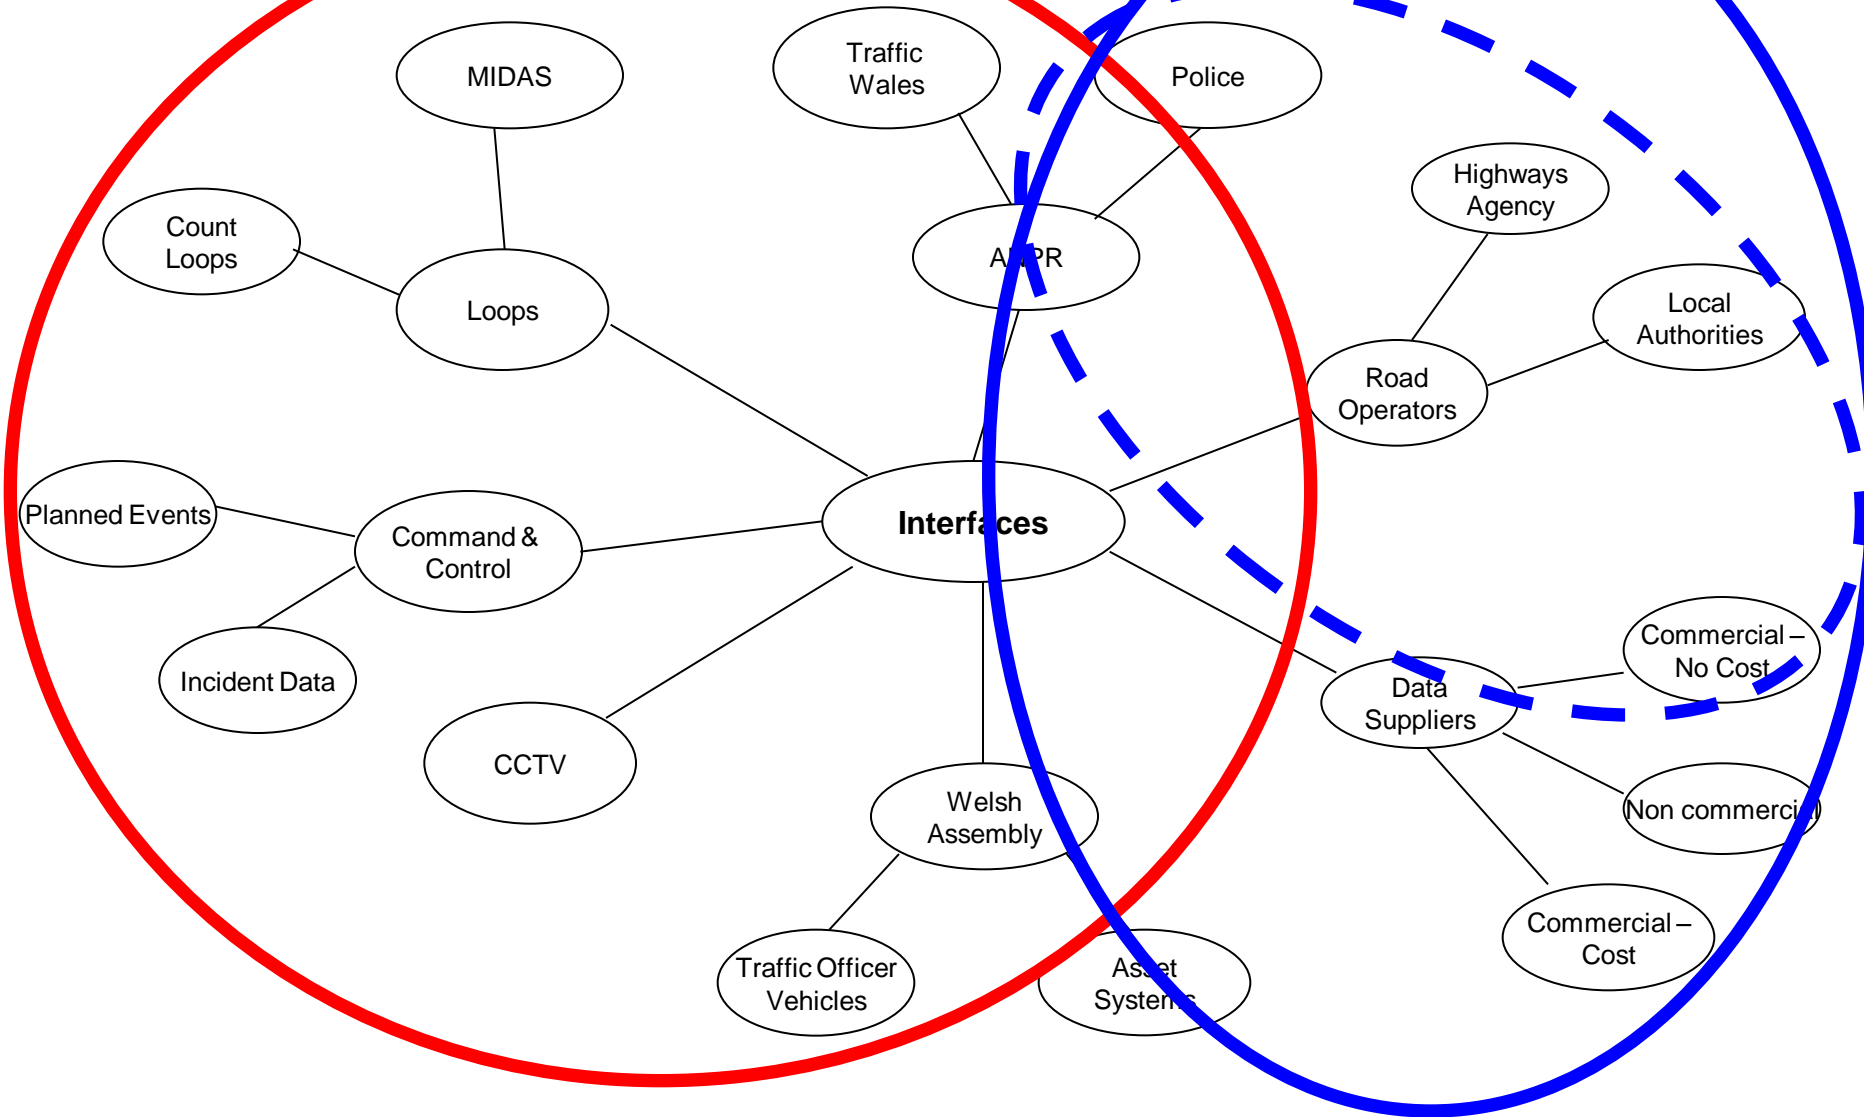 Traffic
Wales
MIDAS
Police
Highways
Agency
Count
Loops
ANPR
Loops
Local
Authorities
Road
Operators
Planned Events
Interfaces
Command &
Control
Commercial –
No Cost
Incident Data
Data
Suppliers
CCTV
Welsh
Assembly
Non commercial
Commercial –
Cost
Traffic Officer
Vehicles
Asset
Systems